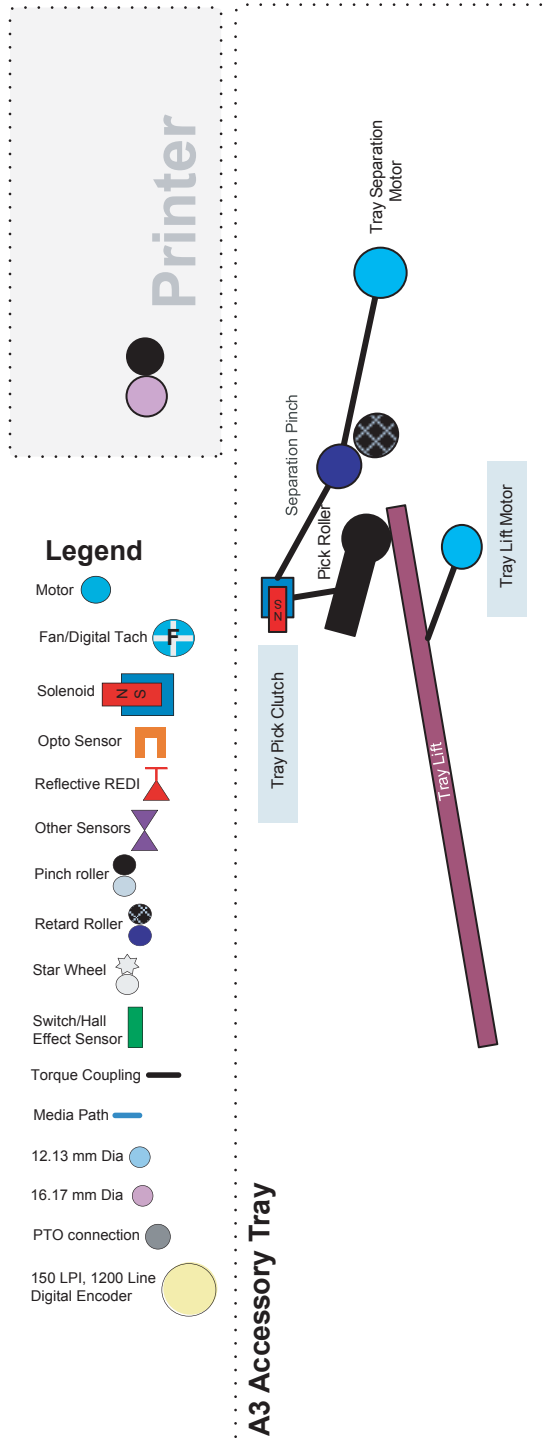 Printer
Tray Separation
Motor
Separation Pinch
Pick Roller
S N
Tray Pick Clutch
Tray Lift Motor
Tray Lift
A3 Accessory Tray
Legend
Motor
Fan/Digital Tach
F
Solenoid
S N
Opto Sensor
Reflective REDI
Other Sensors
Pinch roller
Retard Roller
Star Wheel
Switch/Hall
Effect Sensor
Torque Coupling
Media Path
12.13 mm Dia
16.17 mm Dia
PTO connection
150 LPI, 1200 Line
Digital Encoder